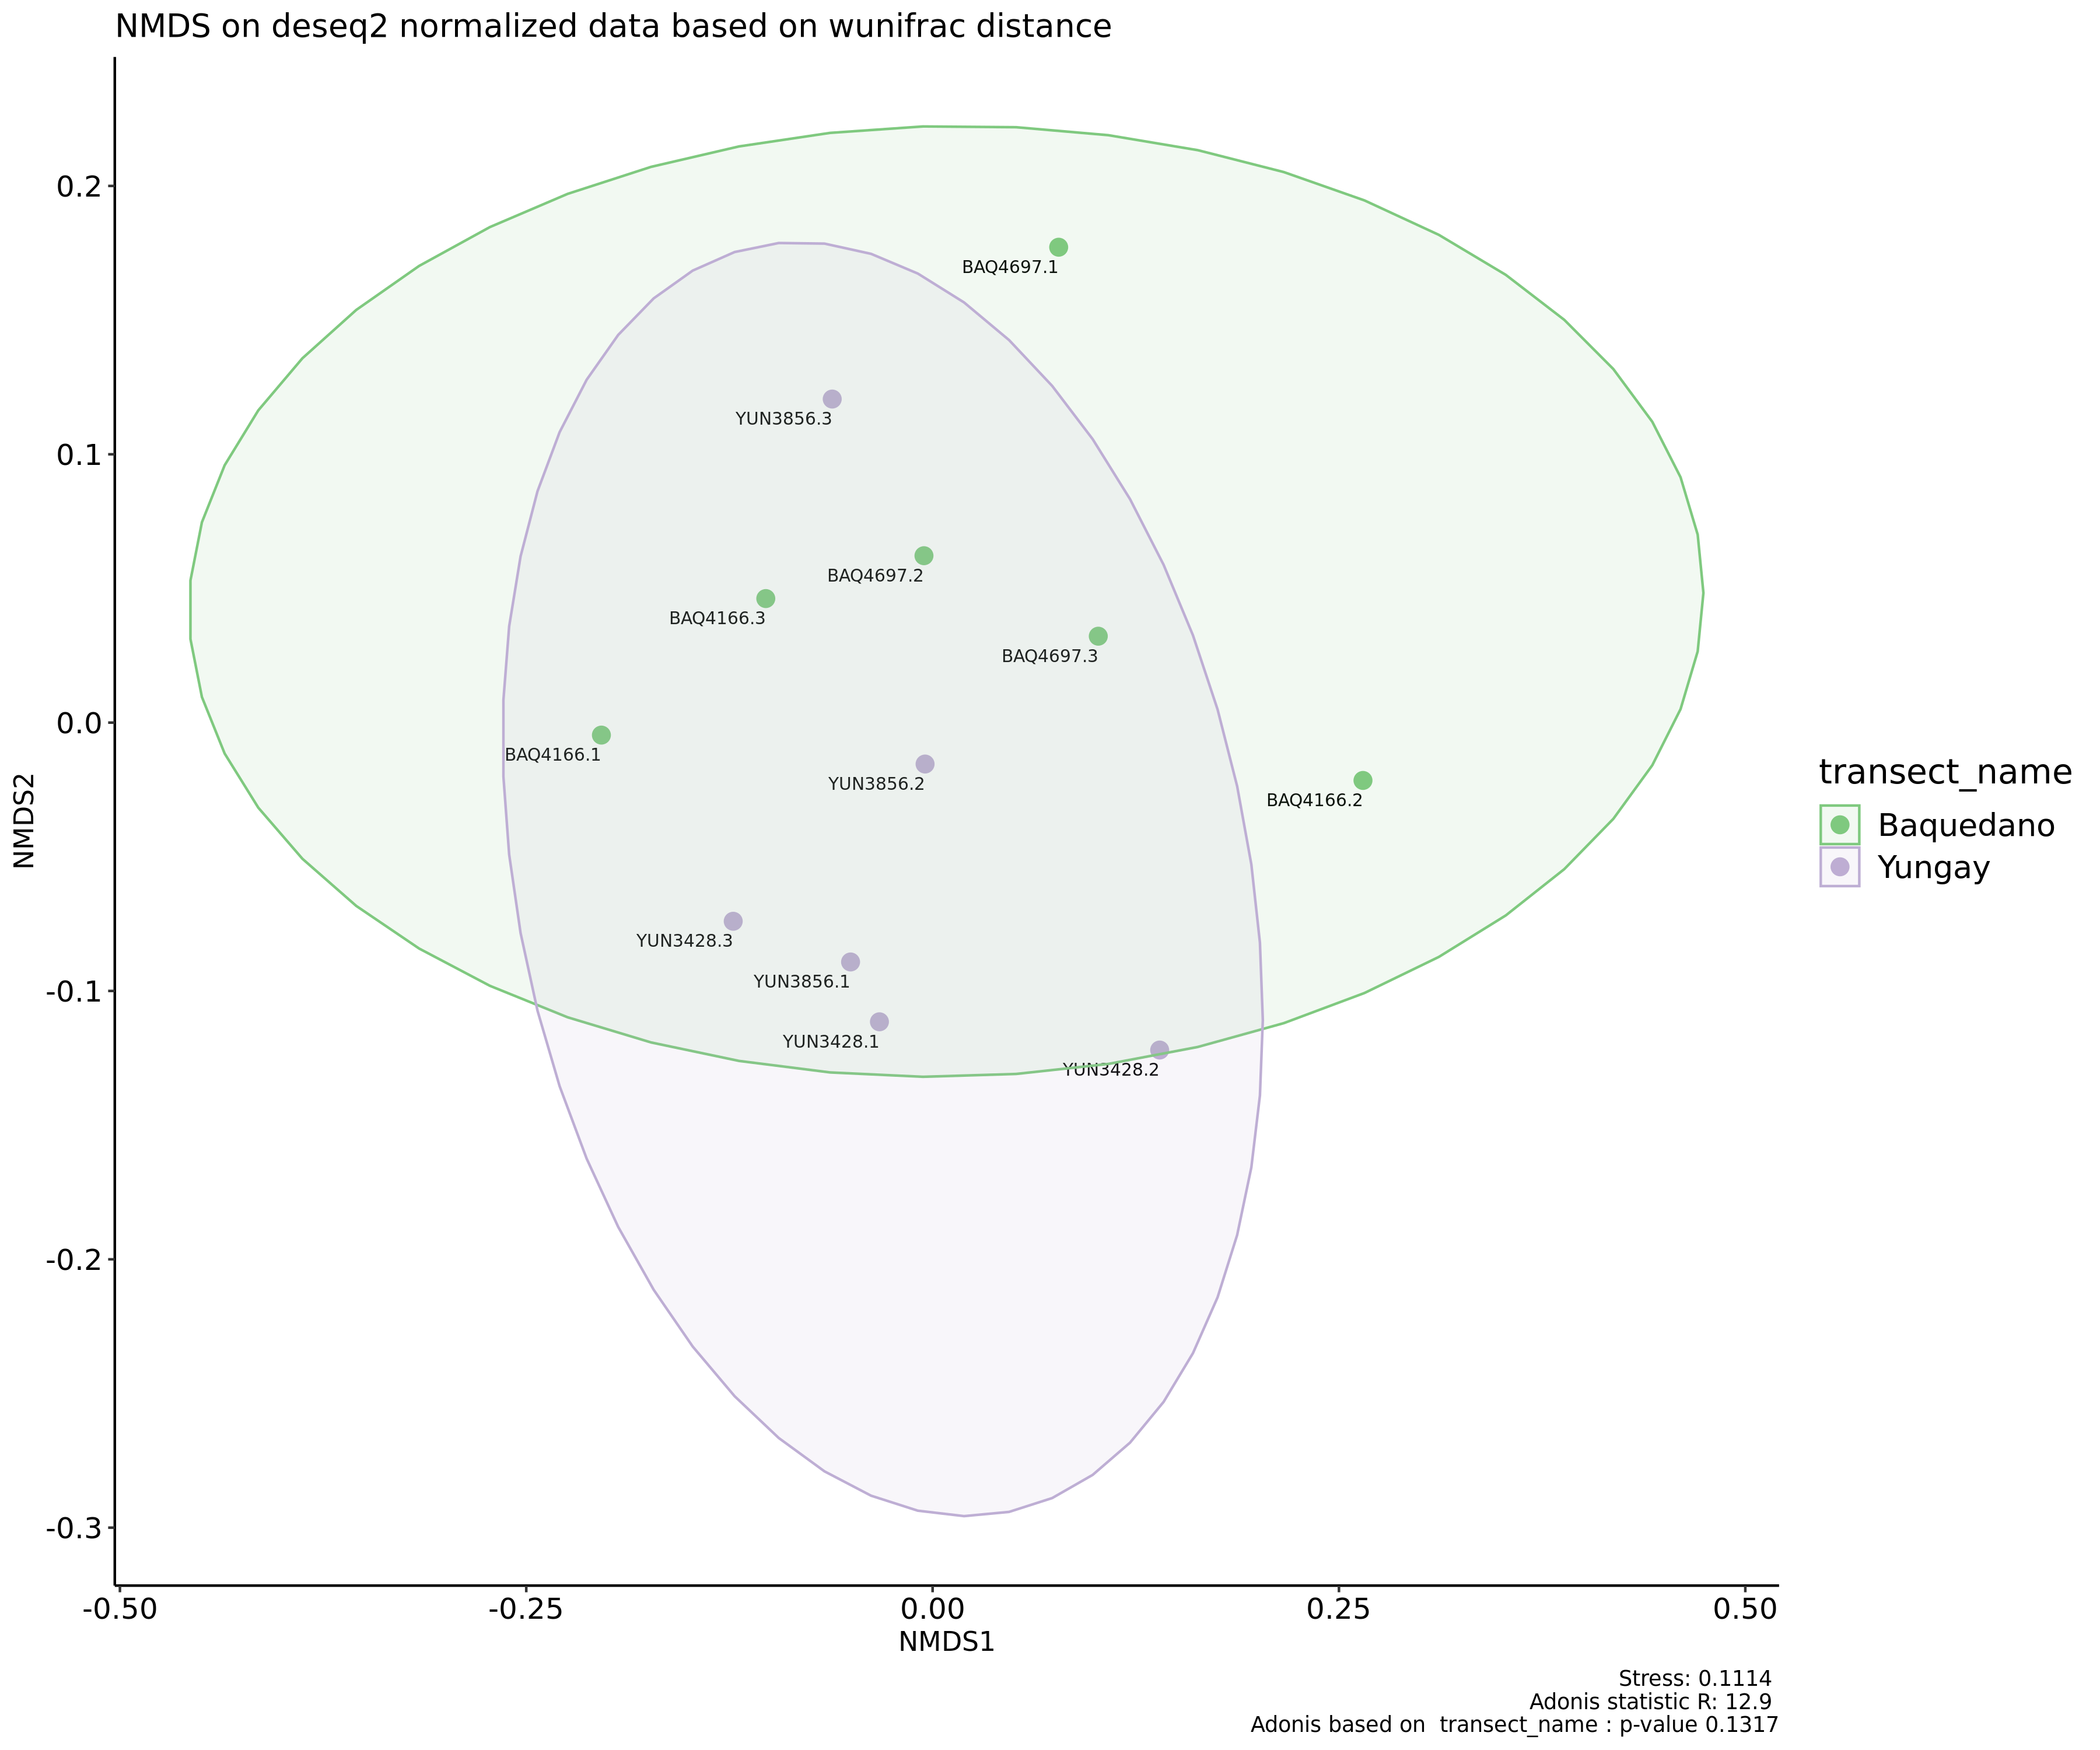 NMDS on deseq2 normalized data based on wunifrac distance
0.2
0.1
0.0
-0.1
-0.2
-0.3
NMDS2
BAQ4697.1
YUN3856.3
BAQ4697.2
BAQ4166.3
BAQ4697.3
BAQ4166.1
YUN3856.2
BAQ4166.2
YUN3428.3
YUN3856.1
YUN3428.1
YUN3428.2
transect_name
Baquedano
Yungay
-0.50
-0.25
0.00
0.25
0.50
NMDS1
Stress: 0.1114
Adonis statistic R: 12.9
Adonis based on  transect_name : p-value 0.1317